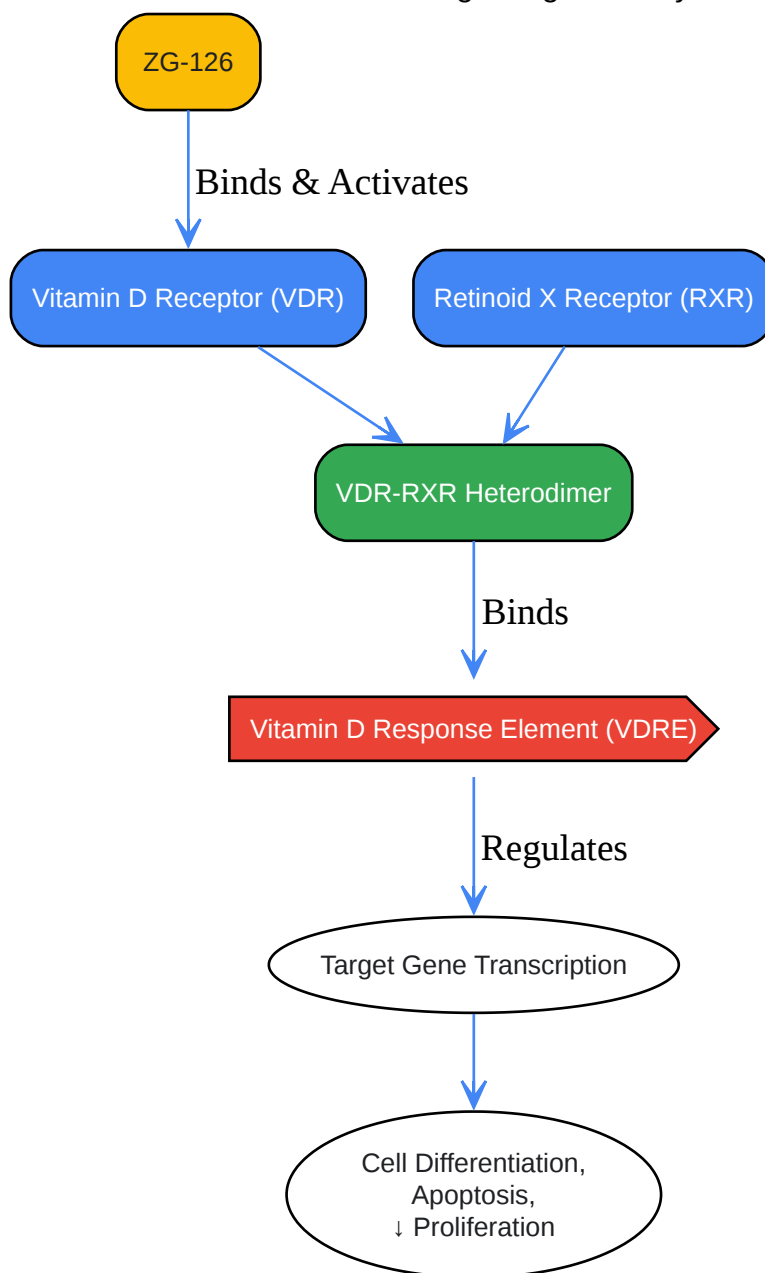 ZG-126
Binds & Activates
Vitamin D Receptor (VDR)
Retinoid X Receptor (RXR)
VDR-RXR Heterodimer
Binds
Vitamin D Response Element (VDRE)
Regulates
Target Gene Transcription
Cell Differentiation,
Apoptosis,
↓ Proliferation